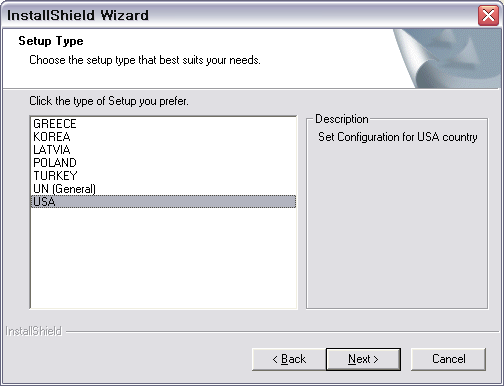 InstallShield Wizard
Setup Type
Choose the setup type that best suits your needs.
Click the type of Setup you prefer.
GREECE
KOREA
LATVIA
POLAND
TURKEY
UN (General)
USA
Description
Set Configuration for USA country
InstallShield
< Back
Next >
Cancel